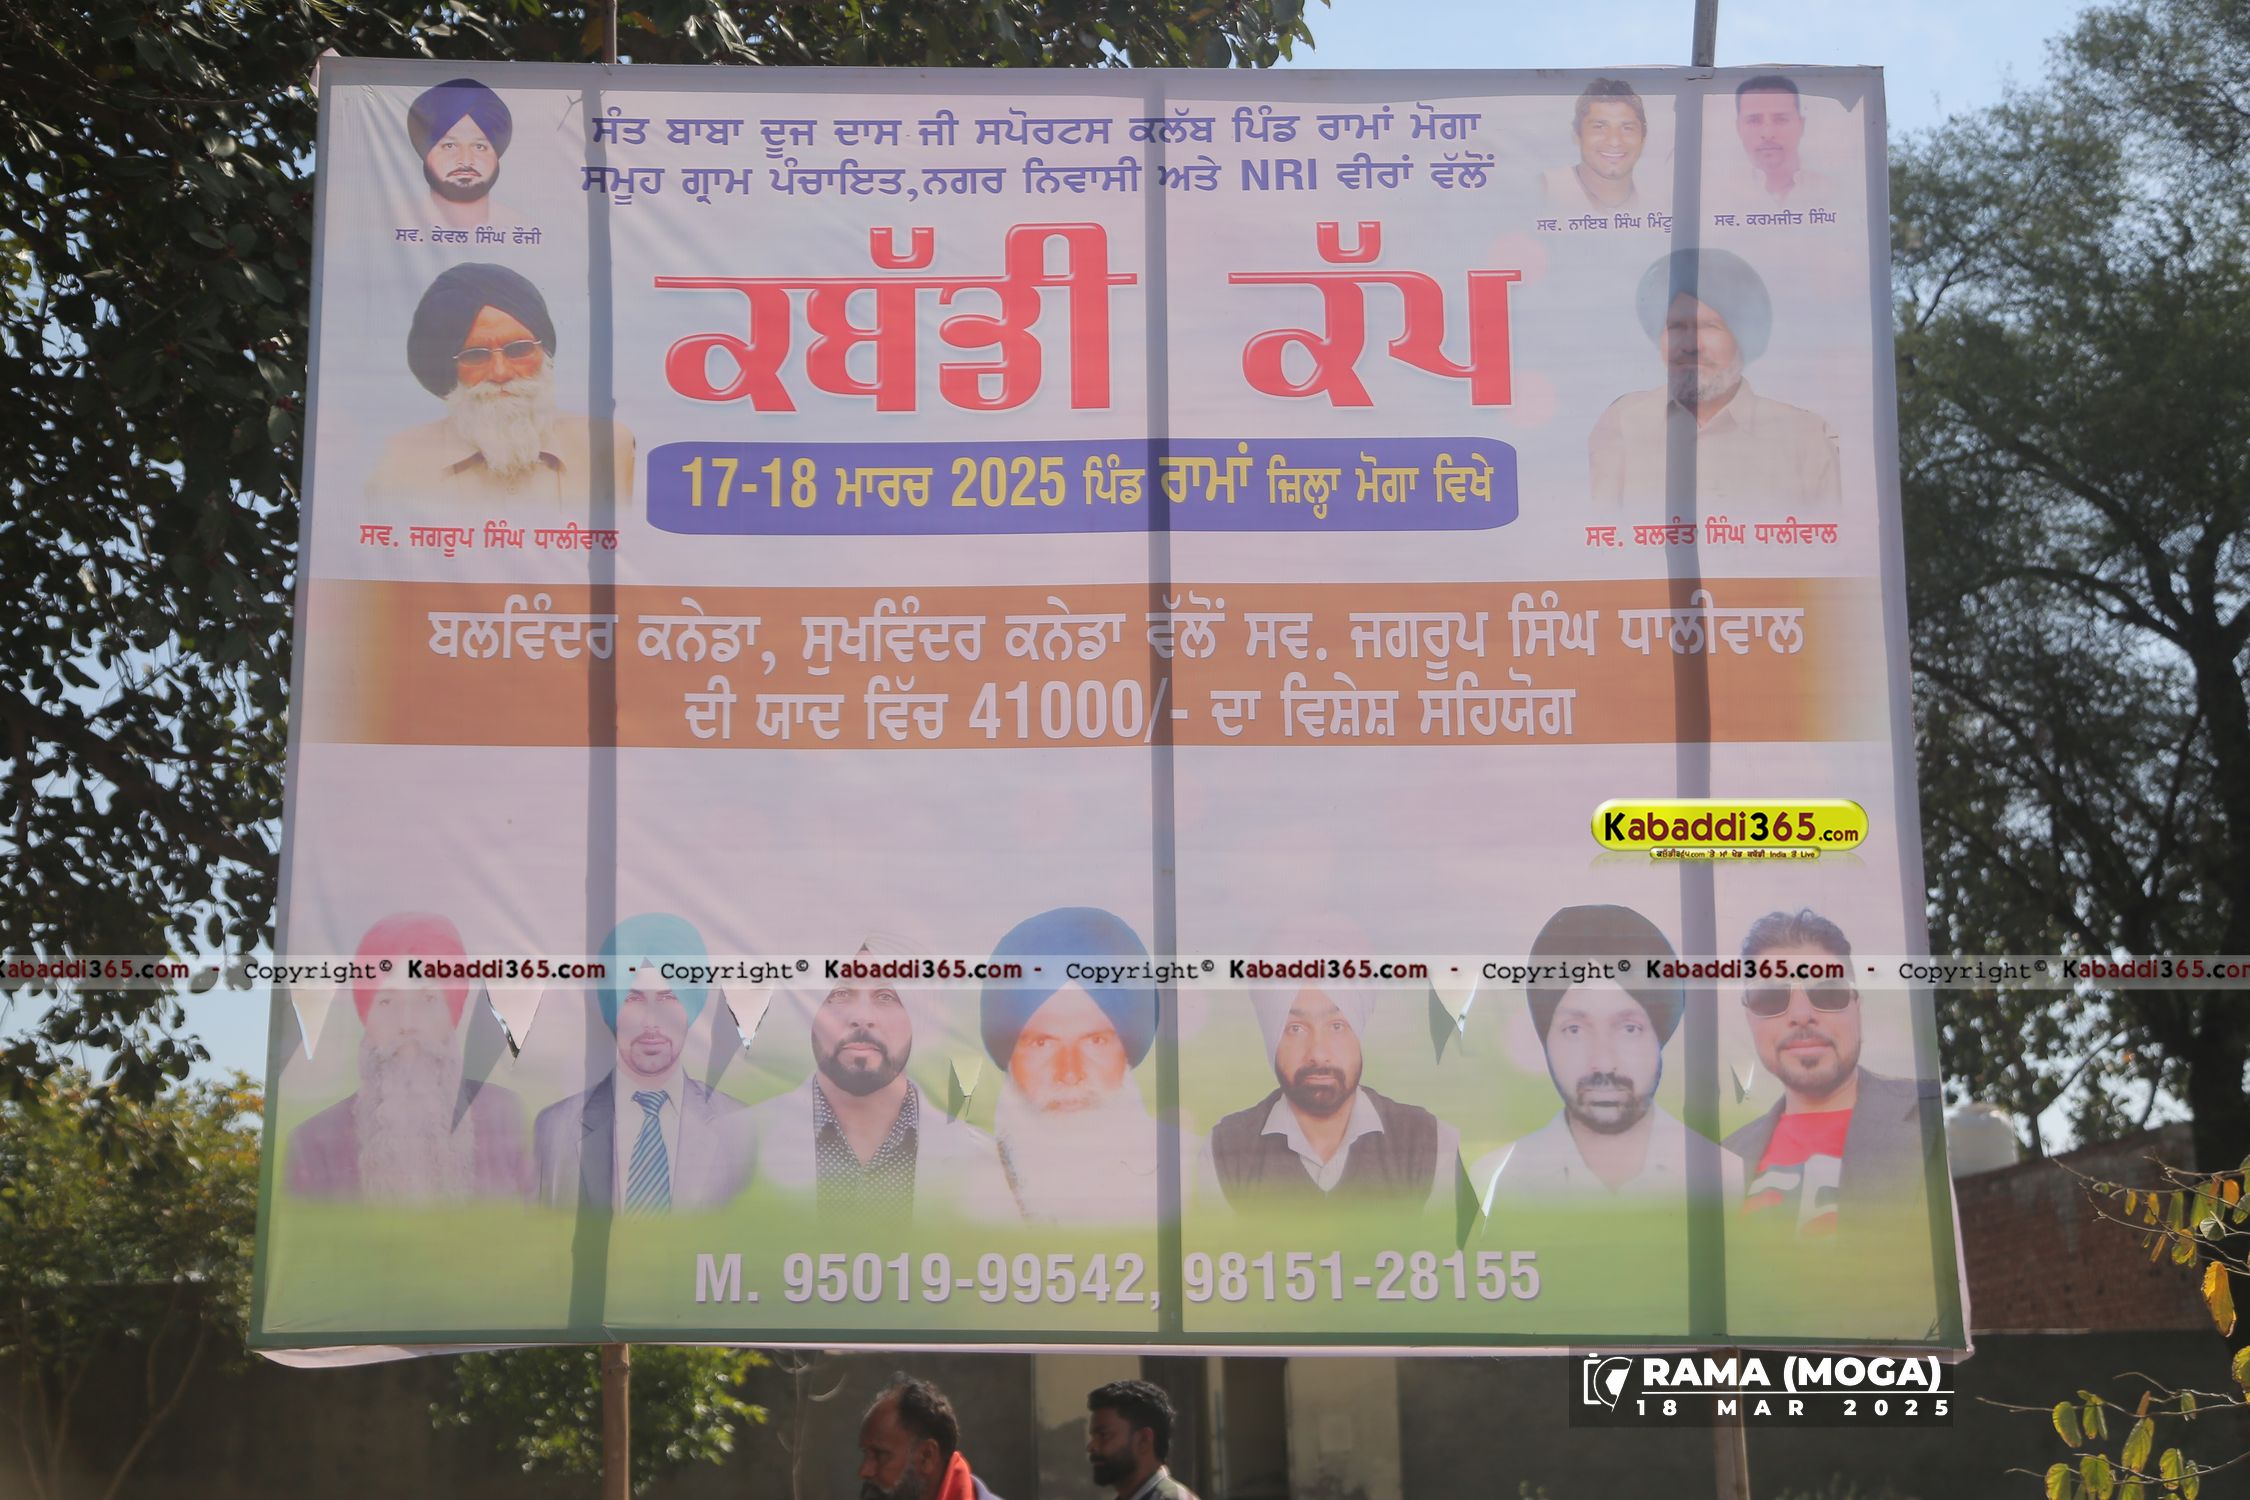 ਸੰਤ ਬਾਬਾ ਦੂਜ ਦਾਸ ਜੀ ਸਪੋਰਟਸ ਕਲੱਬ ਪਿੰਡ ਰਾਮਾਂ ਮੋਗਾ
ਸਮੂਹ ਗ੍ਰਾਮ ਪੰਚਾਇਤ,ਨਗਰ ਨਿਵਾਸੀ ਅਤੇ NRI ਵੀਰਾਂ ਵੱਲੋਂ
ਸਵ. ਕੇਵਲ ਸਿੰਘ ਫੌਜੀ
ਸਵ. ਨਾਇਬ ਸਿੰਘ ਮਿੰਟੂ
ਸਵ. ਕਰਮਜੀਤ ਸਿੰਘ
ਕਬੱਡੀ ਕੱਪ
17-18 ਮਾਰਚ 2025 ਪਿੰਡ ਰਾਮਾਂ ਜ਼ਿਲ੍ਹਾ ਮੋਗਾ ਵਿਖੇ
ਸਵ. ਜਗਰੂਪ ਸਿੰਘ ਧਾਲੀਵਾਲ
ਸਵ. ਬਲਵੰਤ ਸਿੰਘ ਧਾਲੀਵਾਲ
ਬਲਵਿੰਦਰ ਕਨੇਡਾ, ਸੁਖਵਿੰਦਰ ਕਨੇਡਾ ਵੱਲੋਂ ਸਵ. ਜਗਰੂਪ ਸਿੰਘ ਧਾਲੀਵਾਲ
ਦੀ ਯਾਦ ਵਿੱਚ 41000/- ਦਾ ਵਿਸ਼ੇਸ਼ ਸਹਿਯੋਗ
Kabaddi365.com
Kabaddi365.com - Copyright© Kabaddi365.com - Copyright© Kabaddi365.com - Copyright© Kabaddi365.com - Copyright© Kabaddi365.com - Copyright© Kabaddi365.com
M. 95019-99542, 98151-28155
RAMA (MOGA)
18 MAR 2025